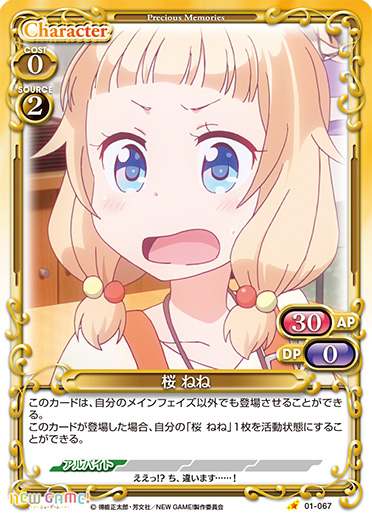 Precious Memories
Character
COST
0
SOURCE
2
30 AP
DP 0
桜 ねね
このカードは、自分のメインフェイズ以外でも登場させることができ
る。
このカードが登場した場合、自分の「桜 ねね」1枚を活動状態にするこ
とができる。
アルバイト
ええっ!? ち、違います……!
NEW GAME!
© 得能正太郎・芳文社/NEW GAME!製作委員会
01-067